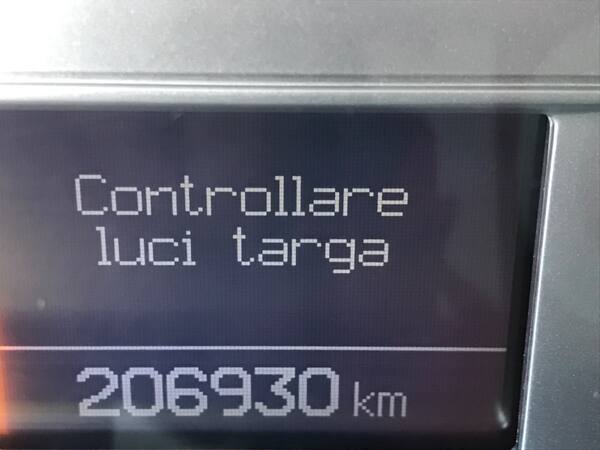 Controllare
luci targa
206930 km